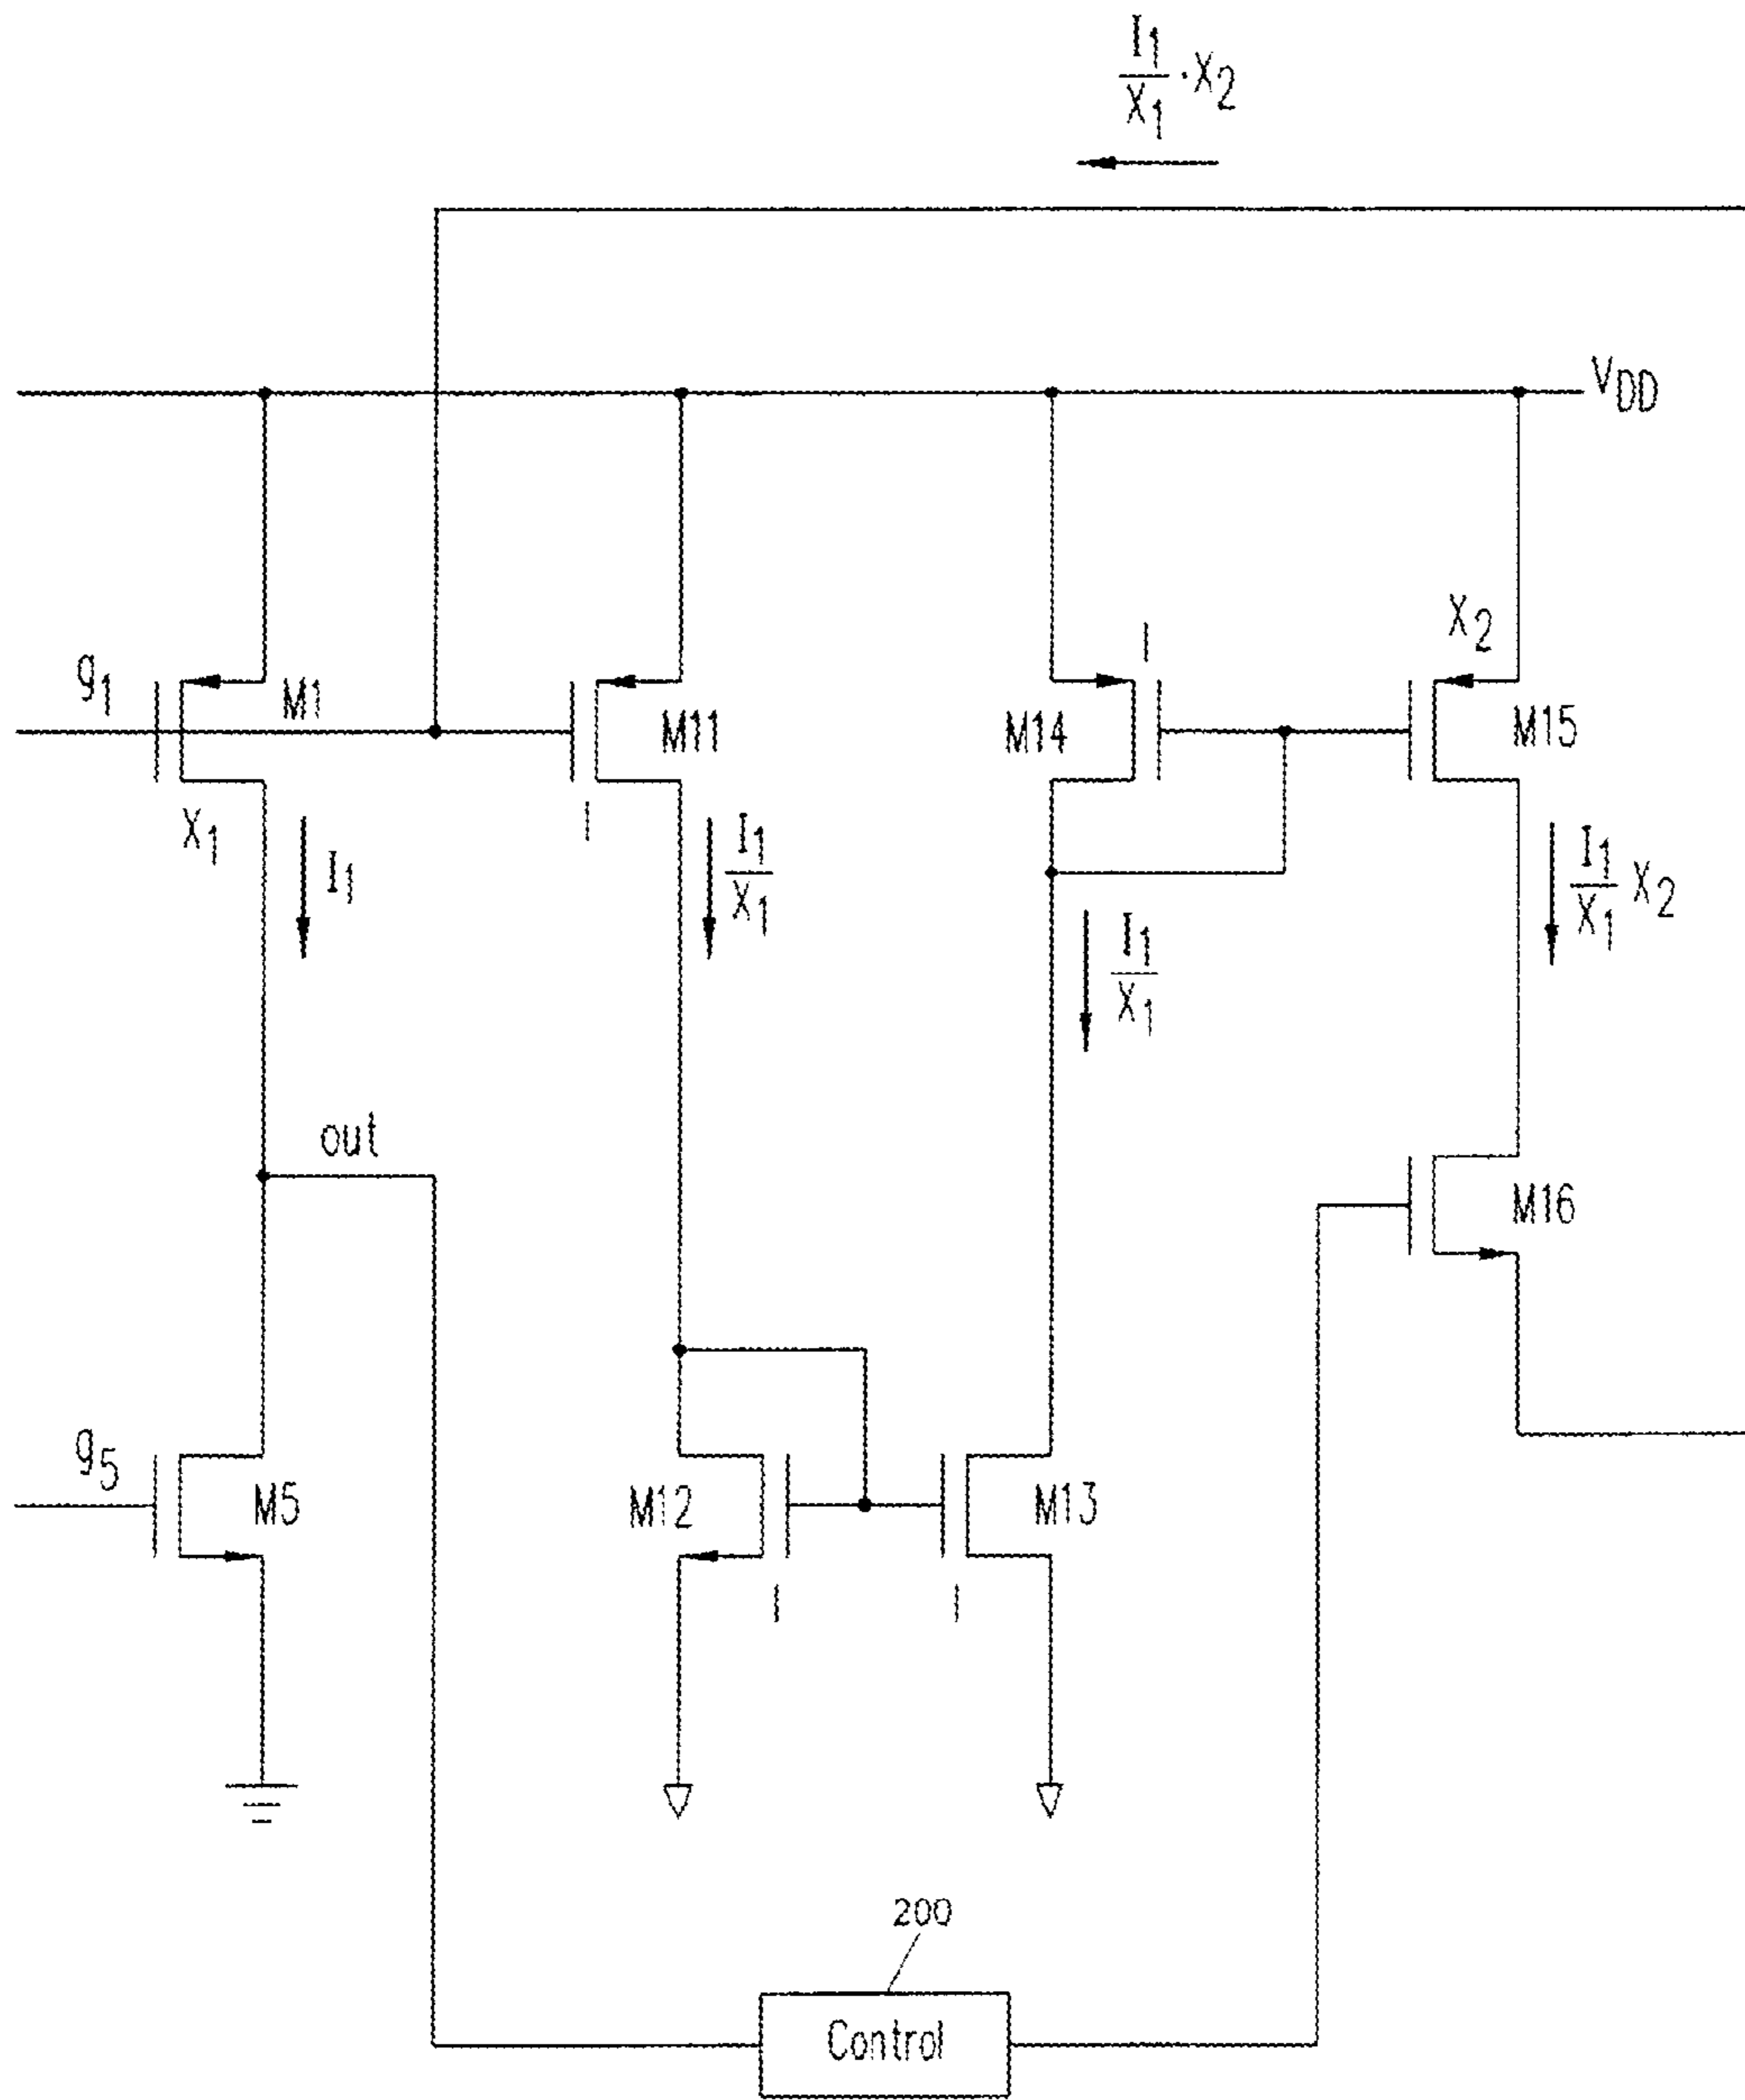 I1/X1 · X2
VDD
g1
M1
X1
I1
M11
1
I1/X1
M14
1
I1/X1
X2
M15
I1/X1 X2
out
M16
g5
M5
M12
1
M13
1
200
Control